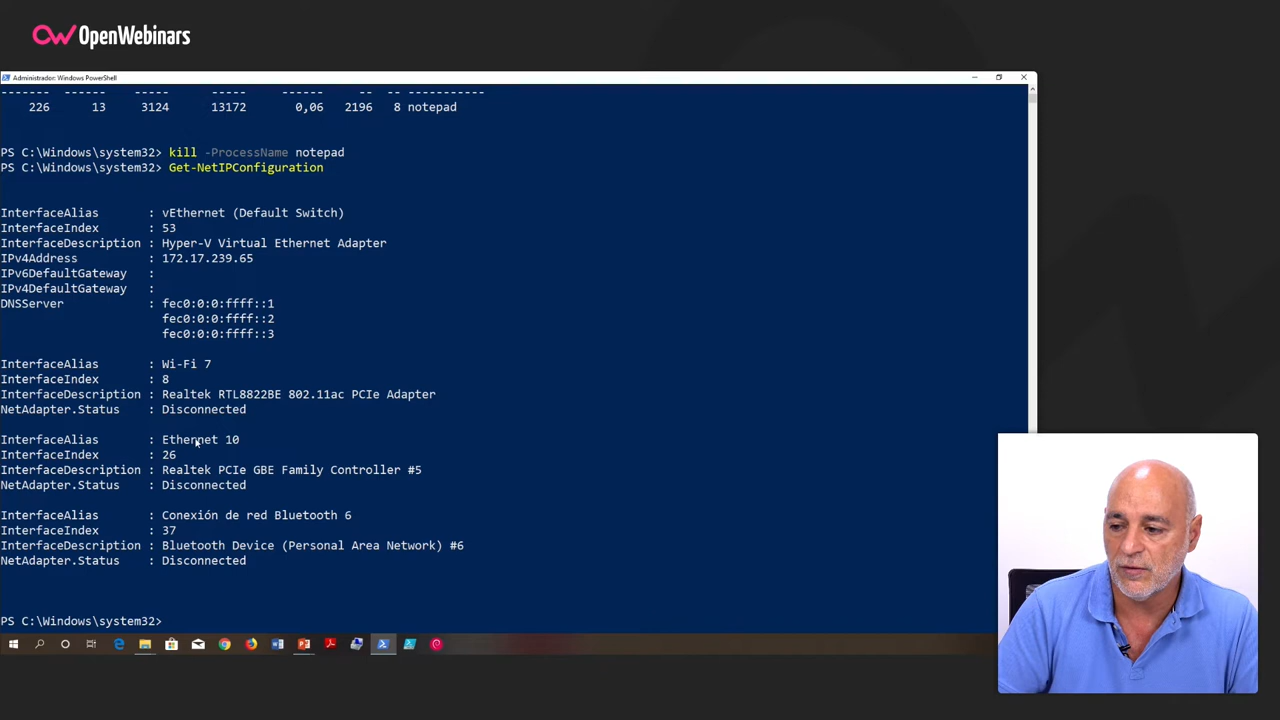 OpenWebinars
Administrador: Windows PowerShell
------- ------ ----- ----- ------ -- -- -----------
226 13 3124 13172 0,06 2196 8 notepad
PS C:\Windows\system32> kill -ProcessName notepad
PS C:\Windows\system32> Get-NetIPConfiguration
InterfaceAlias : vEthernet (Default Switch)
InterfaceIndex : 53
InterfaceDescription : Hyper-V Virtual Ethernet Adapter
IPv4Address : 172.17.239.65
IPv6DefaultGateway :
IPv4DefaultGateway :
DNSServer : fec0:0:0:ffff::1
fec0:0:0:ffff::2
fec0:0:0:ffff::3
InterfaceAlias : Wi-Fi 7
InterfaceIndex : 8
InterfaceDescription : Realtek RTL8822BE 802.11ac PCIe Adapter
NetAdapter.Status : Disconnected
InterfaceAlias : Ethernet 10
InterfaceIndex : 26
InterfaceDescription : Realtek PCIe GBE Family Controller #5
NetAdapter.Status : Disconnected
InterfaceAlias : Conexión de red Bluetooth 6
InterfaceIndex : 37
InterfaceDescription : Bluetooth Device (Personal Area Network) #6
NetAdapter.Status : Disconnected
PS C:\Windows\system32>